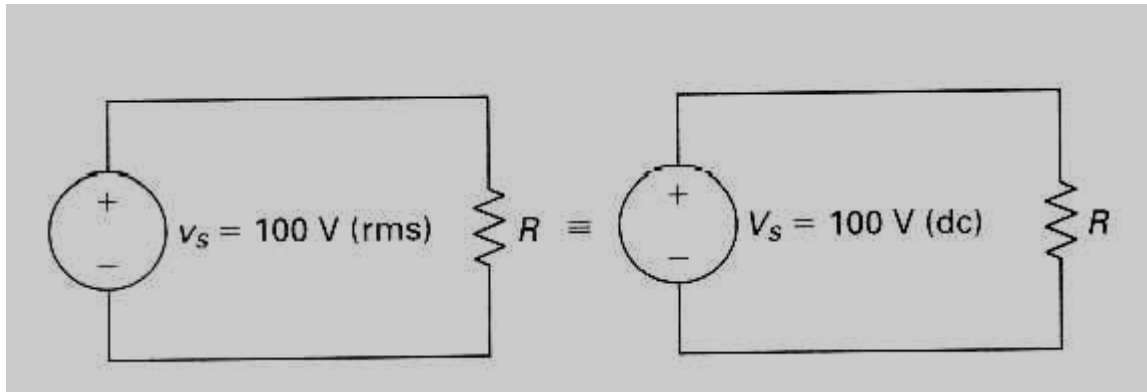 +
−
v_s = 100 V (rms)
R
≡
+
−
V_s = 100 V (dc)
R